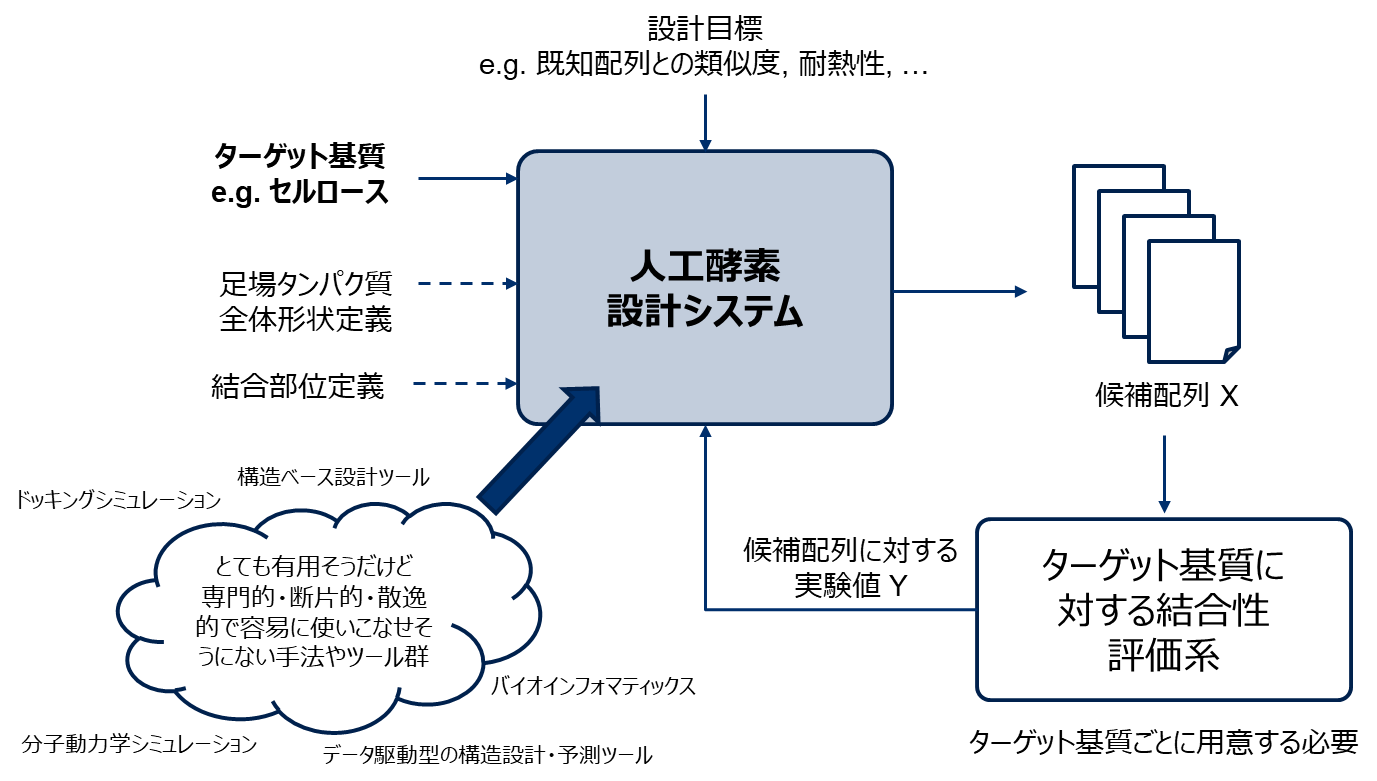 設計目標
e.g. 既知配列との類似度, 耐熱性, …
ターゲット基質
e.g. セルロース
足場タンパク質
全体形状定義
結合部位定義
人工酵素
設計システム
候補配列 X
構造ベース設計ツール
ドッキングシミュレーション
とても有用そうだけど
専門的・断片的・散逸
的で容易に使いこなせそ
うにない手法やツール群
バイオインフォマティックス
分子動力学シミュレーション
データ駆動型の構造設計・予測ツール
候補配列に対する
実験値 Y
ターゲット基質に
対する結合性
評価系
ターゲット基質ごとに用意する必要